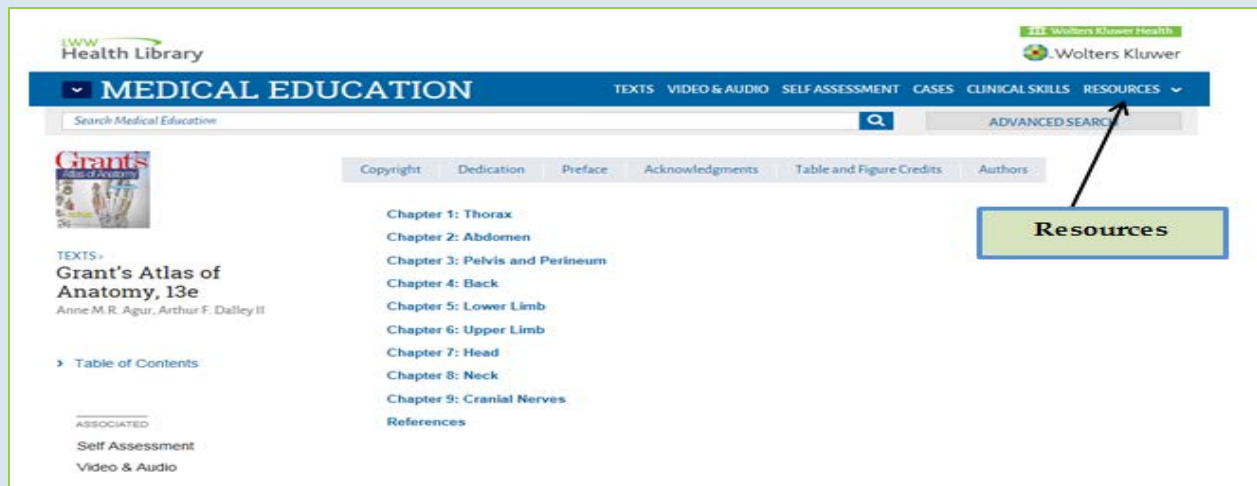 LWW
Health Library
Wolters Kluwer Health
Wolters Kluwer
MEDICAL EDUCATION
TEXTS VIDEO & AUDIO SELF ASSESSMENT CASES CLINICAL SKILLS RESOURCES
Search Medical Education
ADVANCED SEARCH
Grant's
Atlas of Anatomy
Copyright Dedication Preface Acknowledgments Table and Figure Credits Authors
Resources
Chapter 1: Thorax
Chapter 2: Abdomen
Chapter 3: Pelvis and Perineum
Chapter 4: Back
Chapter 5: Lower Limb
Chapter 6: Upper Limb
Chapter 7: Head
Chapter 8: Neck
Chapter 9: Cranial Nerves
References
TEXTS ›
Grant's Atlas of
Anatomy, 13e
Anne M.R. Agur, Arthur F. Dalley II
› Table of Contents
ASSOCIATED
Self Assessment
Video & Audio